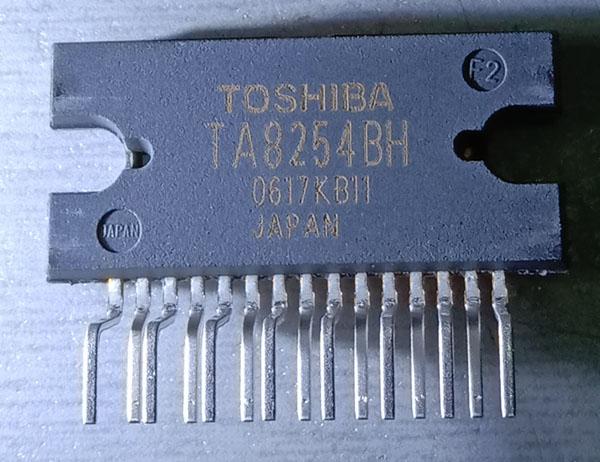 F2
TOSHIBA
TA8254BH
0617KB11
JAPAN
JAPAN